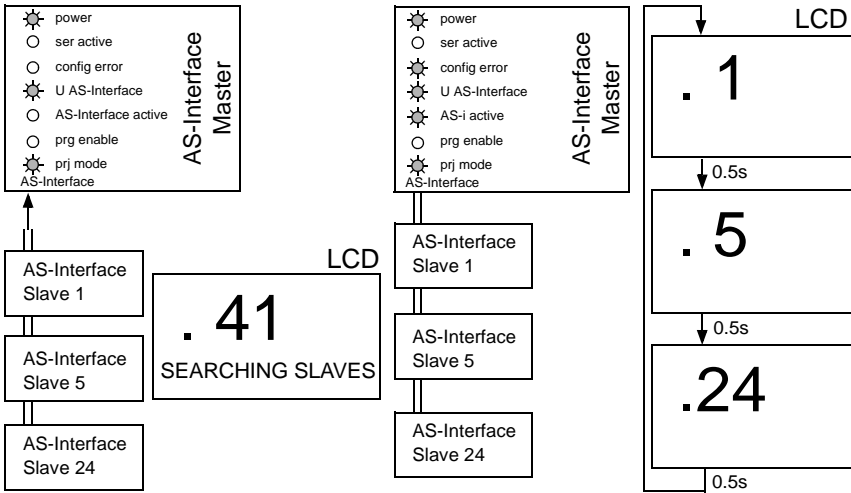 power
ser active
config error
U AS-Interface
AS-Interface active
prg enable
prj mode
AS-Interface
AS-Interface
Master
AS-Interface
Slave 1
AS-Interface
Slave 5
AS-Interface
Slave 24
LCD
. 41
SEARCHING SLAVES
power
ser active
config error
U AS-Interface
AS-i active
prg enable
prj mode
AS-Interface
AS-Interface
Master
AS-Interface
Slave 1
AS-Interface
Slave 5
AS-Interface
Slave 24
LCD
. 1
0.5s
. 5
0.5s
.24
0.5s